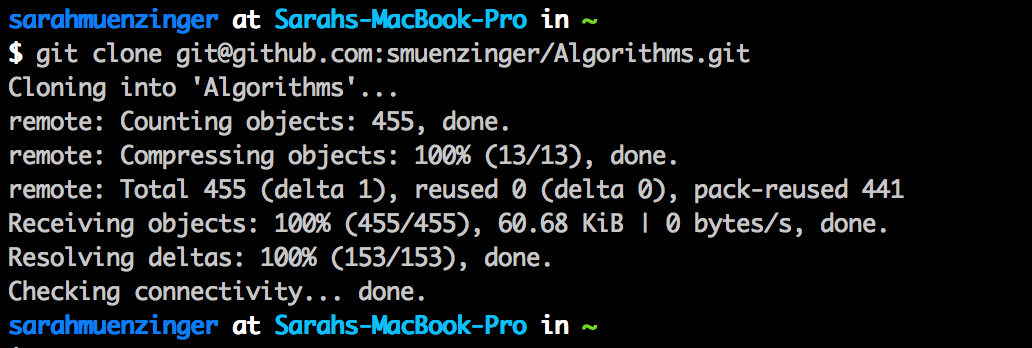 sarahmuenzinger at Sarahs-MacBook-Pro in ~
$ git clone git@github.com:smuenzinger/Algorithms.git
Cloning into 'Algorithms'...
remote: Counting objects: 455, done.
remote: Compressing objects: 100% (13/13), done.
remote: Total 455 (delta 1), reused 0 (delta 0), pack-reused 441
Receiving objects: 100% (455/455), 60.68 KiB | 0 bytes/s, done.
Resolving deltas: 100% (153/153), done.
Checking connectivity... done.
sarahmuenzinger at Sarahs-MacBook-Pro in ~